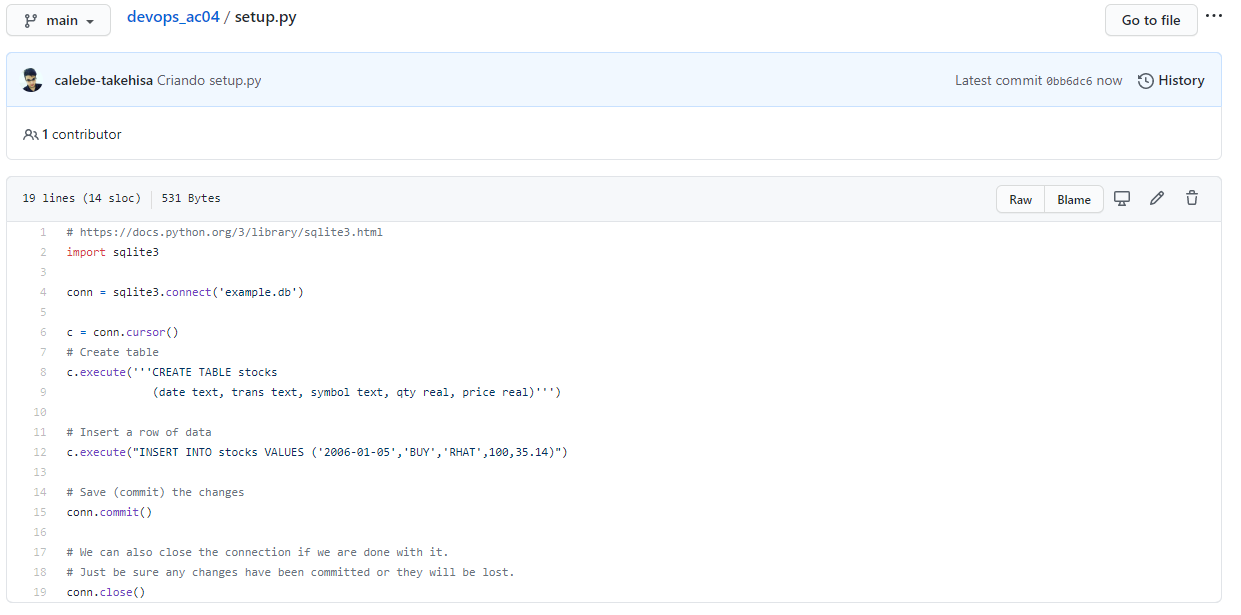 main devops_ac04 / setup.py Go to file ...
calebe-takehisa Criando setup.py Latest commit 0bb6dc6 now History
1 contributor
19 lines (14 sloc) 531 Bytes Raw Blame
1 # https://docs.python.org/3/library/sqlite3.html
2 import sqlite3
3
4 conn = sqlite3.connect('example.db')
5
6 c = conn.cursor()
7 # Create table
8 c.execute('''CREATE TABLE stocks
9              (date text, trans text, symbol text, qty real, price real)''')
10
11 # Insert a row of data
12 c.execute("INSERT INTO stocks VALUES ('2006-01-05','BUY','RHAT',100,35.14)")
13
14 # Save (commit) the changes
15 conn.commit()
16
17 # We can also close the connection if we are done with it.
18 # Just be sure any changes have been committed or they will be lost.
19 conn.close()